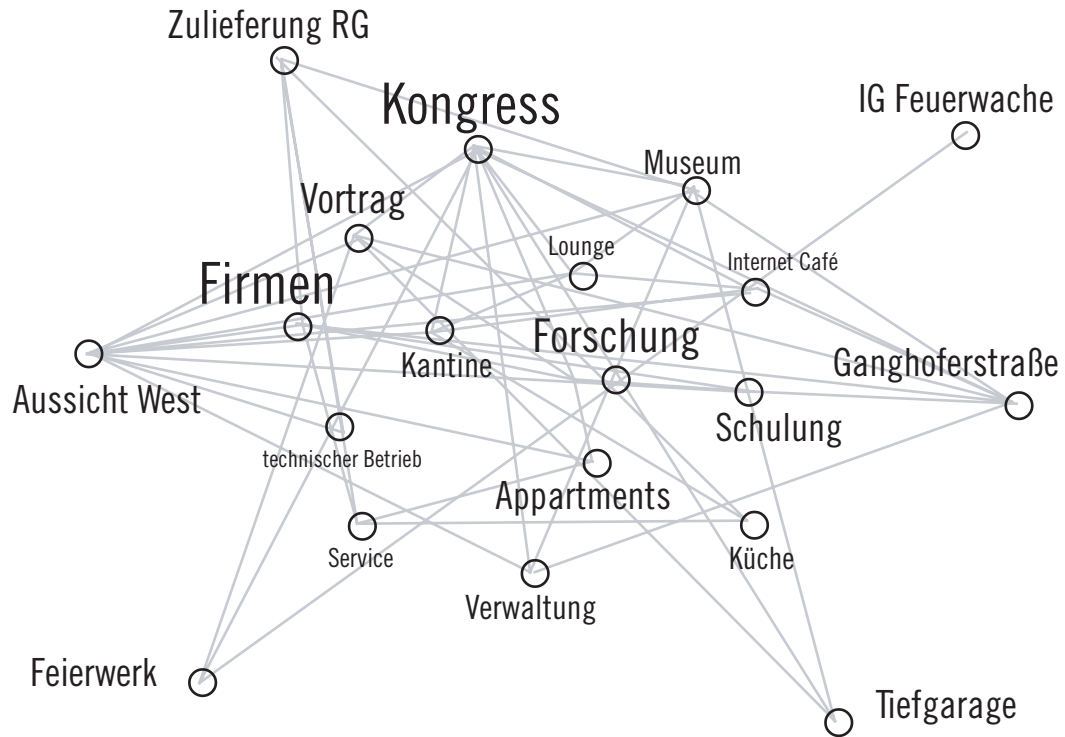 Zulieferung RG
Kongress
IG Feuerwache
Museum
Vortrag
Lounge
Internet Café
Firmen
Forschung
Kantine
Ganghoferstraße
Aussicht West
Schulung
technischer Betrieb
Appartments
Service
Küche
Verwaltung
Feierwerk
Tiefgarage